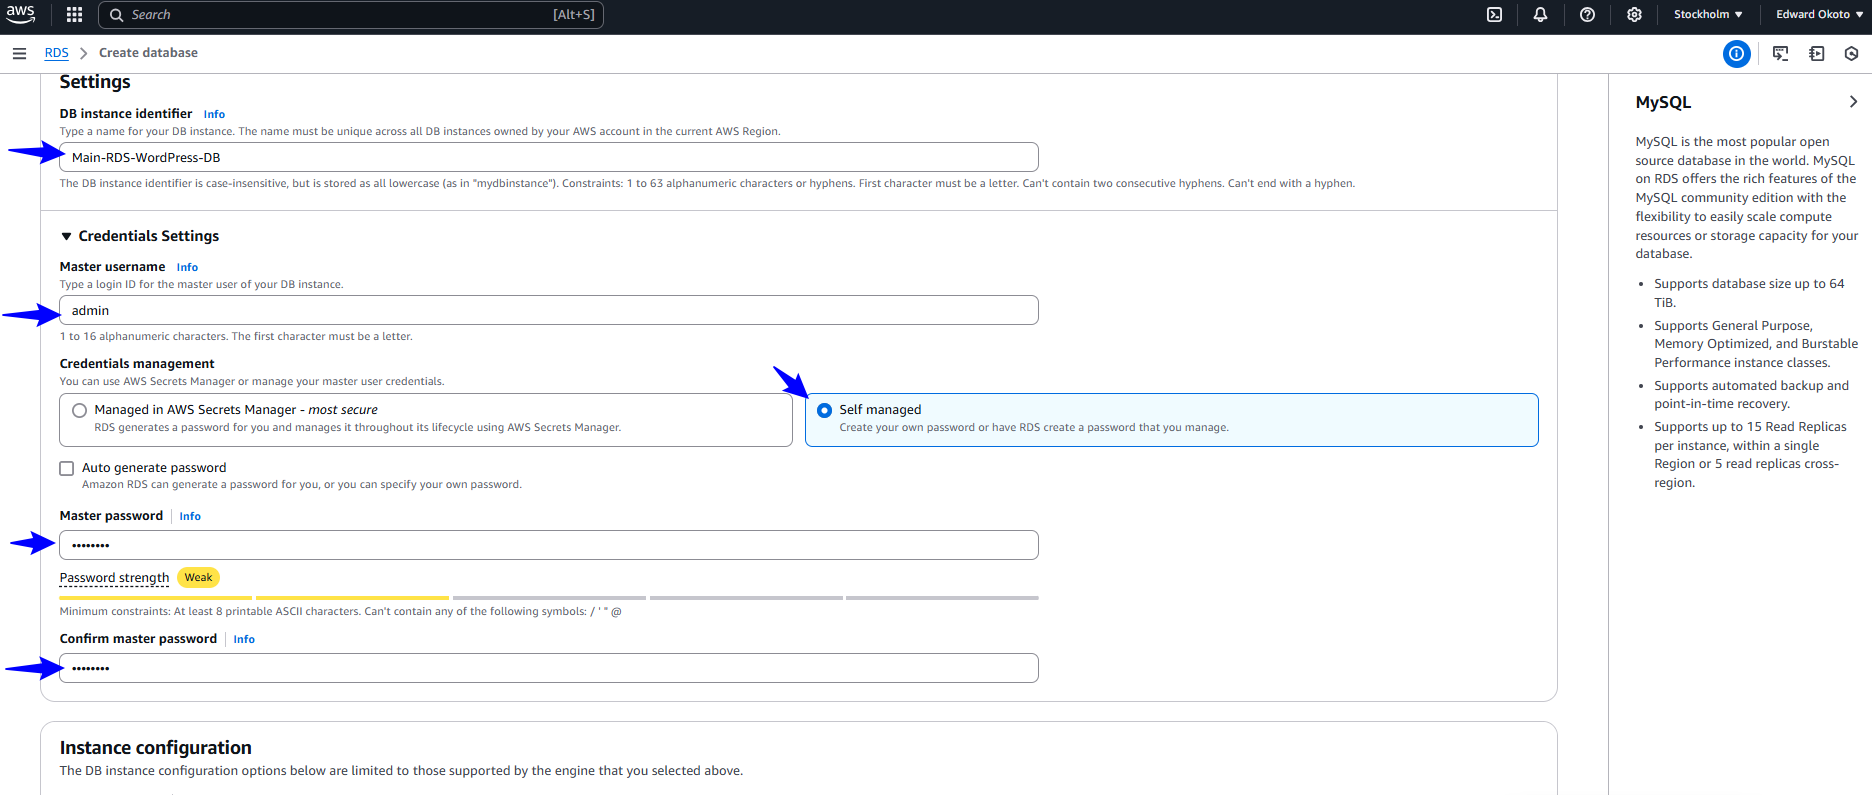 aws
Search [Alt+S]
Stockholm ▼
Edward Okoto ▼
RDS > Create database
Settings
DB instance identifier Info
Type a name for your DB instance. The name must be unique across all DB instances owned by your AWS account in the current AWS Region.
Main-RDS-WordPress-DB
The DB instance identifier is case-insensitive, but is stored as all lowercase (as in "mydbinstance"). Constraints: 1 to 63 alphanumeric characters or hyphens. First character must be a letter. Can't contain two consecutive hyphens. Can't end with a hyphen.
▼ Credentials Settings
Master username Info
Type a login ID for the master user of your DB instance.
admin
1 to 16 alphanumeric characters. The first character must be a letter.
Credentials management
You can use AWS Secrets Manager or manage your master user credentials.
Managed in AWS Secrets Manager - most secure
RDS generates a password for you and manages it throughout its lifecycle using AWS Secrets Manager.
Self managed
Create your own password or have RDS create a password that you manage.
Auto generate password
Amazon RDS can generate a password for you, or you can specify your own password.
Master password | Info
••••••••
Password strength Weak
Minimum constraints: At least 8 printable ASCII characters. Can't contain any of the following symbols: / ' " @
Confirm master password | Info
••••••••
Instance configuration
The DB instance configuration options below are limited to those supported by the engine that you selected above.
MySQL
MySQL is the most popular open
source database in the world. MySQL
on RDS offers the rich features of the
MySQL community edition with the
flexibility to easily scale compute
resources or storage capacity for your
database.
• Supports database size up to 64
TiB.
• Supports General Purpose,
Memory Optimized, and Burstable
Performance instance classes.
• Supports automated backup and
point-in-time recovery.
• Supports up to 15 Read Replicas
per instance, within a single
Region or 5 read replicas cross-
region.